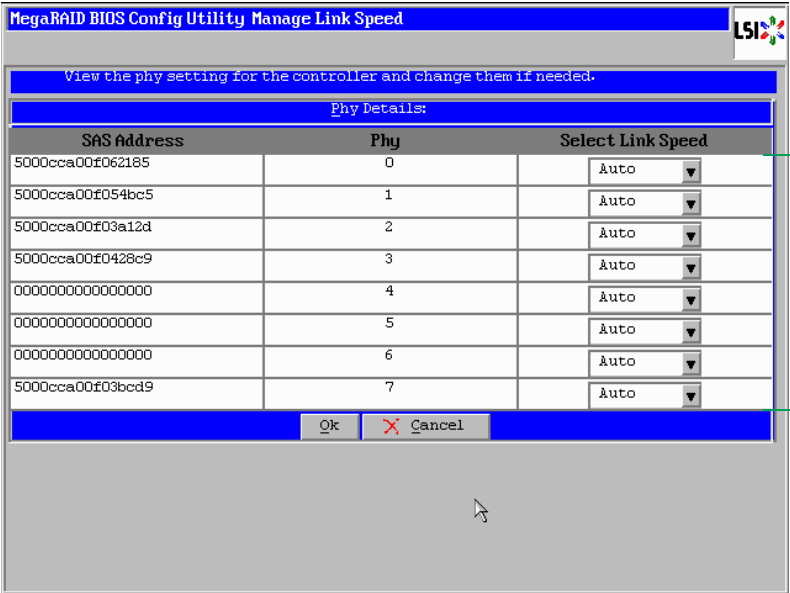 MegaRAID BIOS Config Utility Manage Link Speed
LSI
View the phy setting for the controller and change them if needed.
Phy Details:
SAS Address Phy Select Link Speed
5000cca00f062185 0 Auto
5000cca00f054bc5 1 Auto
5000cca00f03a12d 2 Auto
5000cca00f0428c9 3 Auto
0000000000000000 4 Auto
0000000000000000 5 Auto
0000000000000000 6 Auto
5000cca00f03bcd9 7 Auto
Ok Cancel